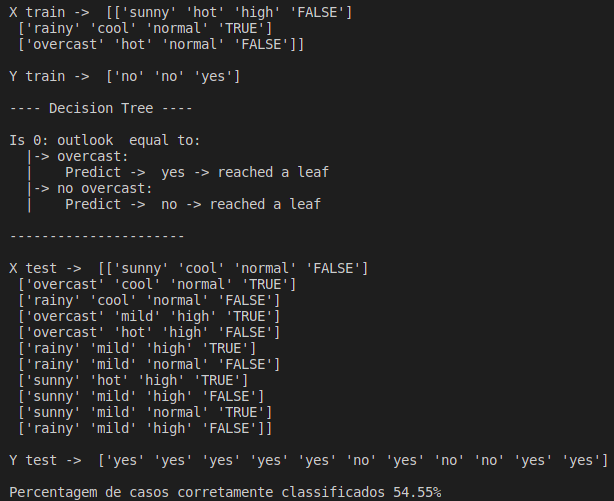 X train ->  [['sunny' 'hot' 'high' 'FALSE']
 ['rainy' 'cool' 'normal' 'TRUE']
 ['overcast' 'hot' 'normal' 'FALSE']]

Y train ->  ['no' 'no' 'yes']

---- Decision Tree ----

Is 0: outlook  equal to:
  |-> overcast:
  |    Predict ->  yes -> reached a leaf
  |-> no overcast:
  |    Predict ->  no -> reached a leaf

----------------------

X test ->  [['sunny' 'cool' 'normal' 'FALSE']
 ['overcast' 'cool' 'normal' 'TRUE']
 ['rainy' 'cool' 'normal' 'FALSE']
 ['overcast' 'mild' 'high' 'TRUE']
 ['overcast' 'hot' 'high' 'FALSE']
 ['rainy' 'mild' 'high' 'TRUE']
 ['rainy' 'mild' 'normal' 'FALSE']
 ['sunny' 'hot' 'high' 'TRUE']
 ['sunny' 'mild' 'high' 'FALSE']
 ['sunny' 'mild' 'normal' 'TRUE']
 ['rainy' 'mild' 'high' 'FALSE']]

Y test ->  ['yes' 'yes' 'yes' 'yes' 'yes' 'no' 'yes' 'no' 'no' 'yes' 'yes']

Percentagem de casos corretamente classificados 54.55%